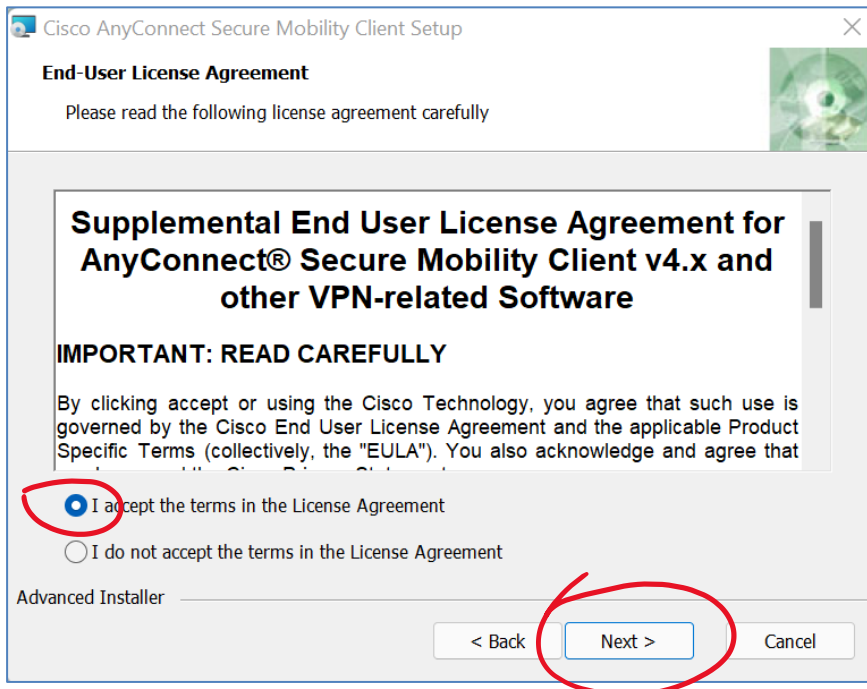 Cisco AnyConnect Secure Mobility Client Setup
End-User License Agreement
Please read the following license agreement carefully
Supplemental End User License Agreement for
AnyConnect® Secure Mobility Client v4.x and
other VPN-related Software
IMPORTANT: READ CAREFULLY
By clicking accept or using the Cisco Technology, you agree that such use is
governed by the Cisco End User License Agreement and the applicable Product
Specific Terms (collectively, the "EULA"). You also acknowledge and agree that
I accept the terms in the License Agreement
I do not accept the terms in the License Agreement
Advanced Installer
< Back
Next >
Cancel